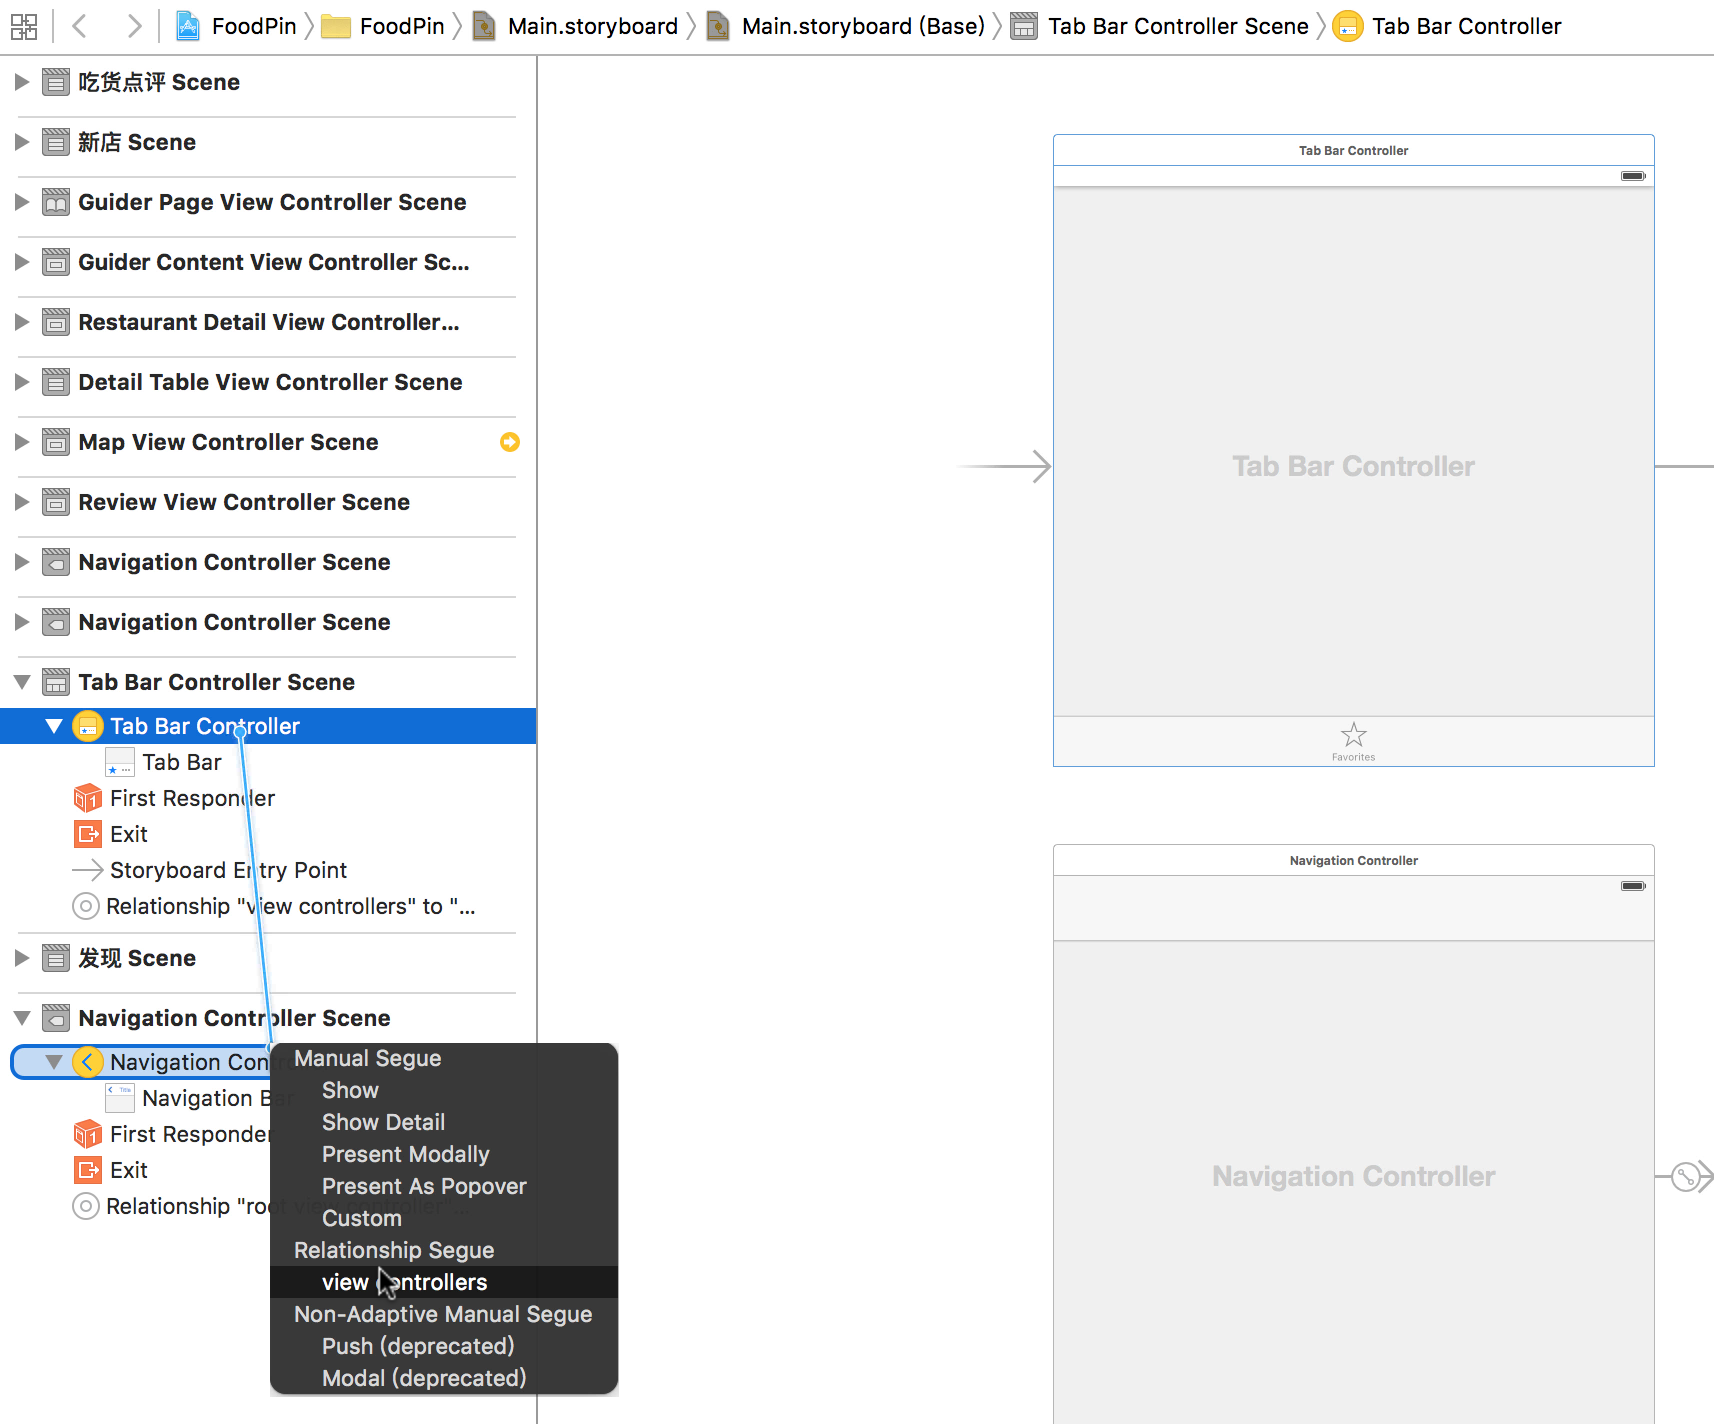 FoodPin FoodPin Main.storyboard Main.storyboard (Base) Tab Bar Controller Scene Tab Bar Controller
吃货点评 Scene
新店 Scene
Guider Page View Controller Scene
Guider Content View Controller Sc...
Restaurant Detail View Controller...
Detail Table View Controller Scene
Map View Controller Scene
Review View Controller Scene
Navigation Controller Scene
Navigation Controller Scene
Tab Bar Controller Scene
Tab Bar Controller
Tab Bar
First Responder
Exit
Storyboard Entry Point
Relationship "view controllers" to "...
发现 Scene
Navigation Controller Scene
Navigation Cont
Navigation Bar
First Responder
Exit
Relationship "root view controller"...
Manual Segue
Show
Show Detail
Present Modally
Present As Popover
Custom
Relationship Segue
view controllers
Non-Adaptive Manual Segue
Push (deprecated)
Modal (deprecated)
Tab Bar Controller
Tab Bar Controller
Favorites
Navigation Controller
Navigation Controller